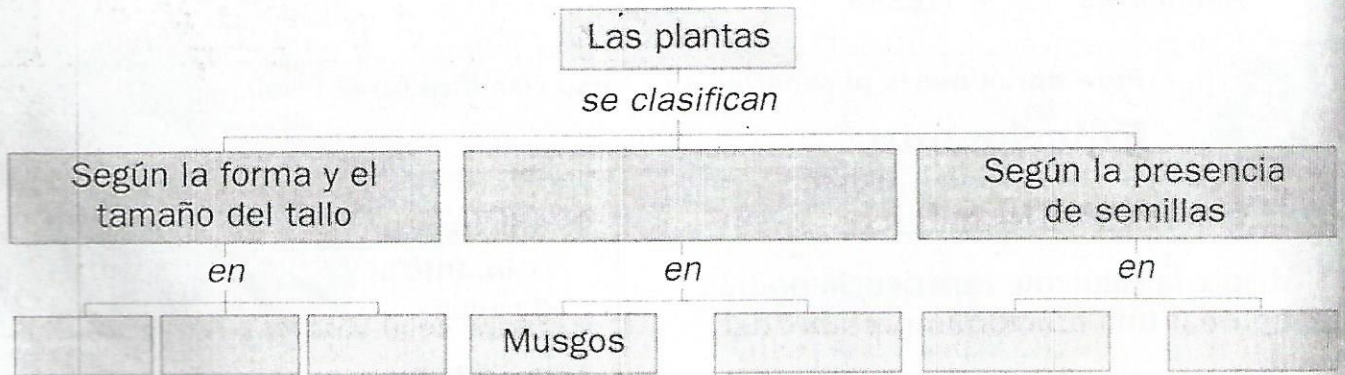 Las plantas
se clasifican
Según la forma y el
tamaño del tallo
Según la presencia
de semillas
en
en
en
Musgos